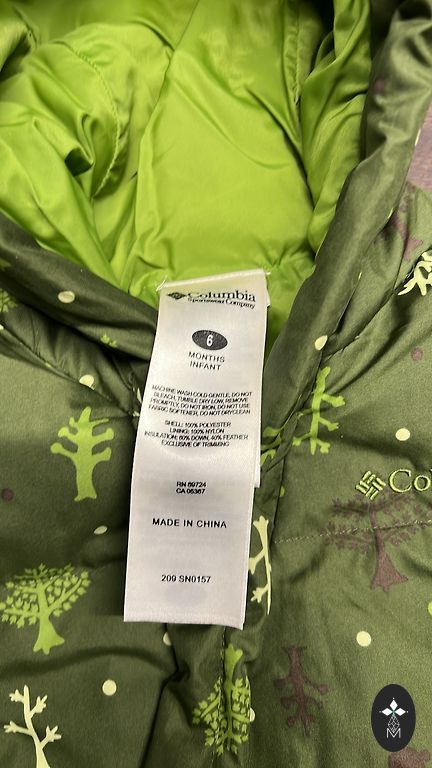 Columbia
Sportswear Company
6
MONTHS
INFANT
MACHINE WASH COLD GENTLE, DO NOT
BLEACH, TUMBLE DRY LOW, REMOVE
PROMPTLY, DO NOT IRON, DO NOT USE
FABRIC SOFTENER, DO NOT DRYCLEAN
SHELL: 100% POLYESTER
LINING: 100% NYLON
INSULATION: 60% DOWN, 40% FEATHER
EXCLUSIVE OF TRIMMING
RN 69724
CA 05367
MADE IN CHINA
209 SN0157
Col
M